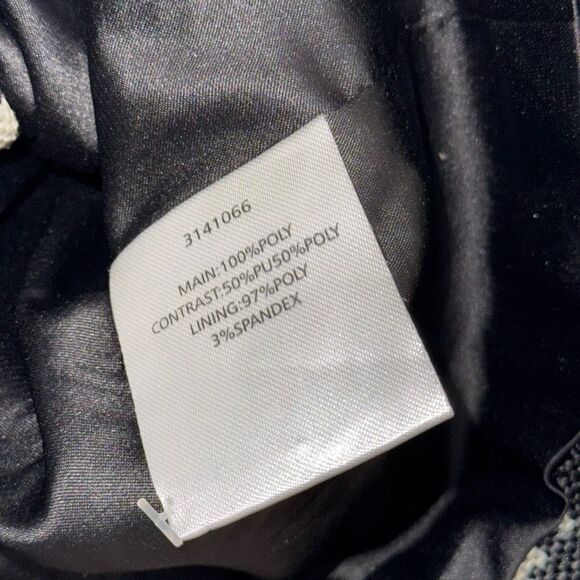 3141066
MAIN:100%POLY
CONTRAST:50%PU50%POLY
LINING:97%POLY
3%SPANDEX